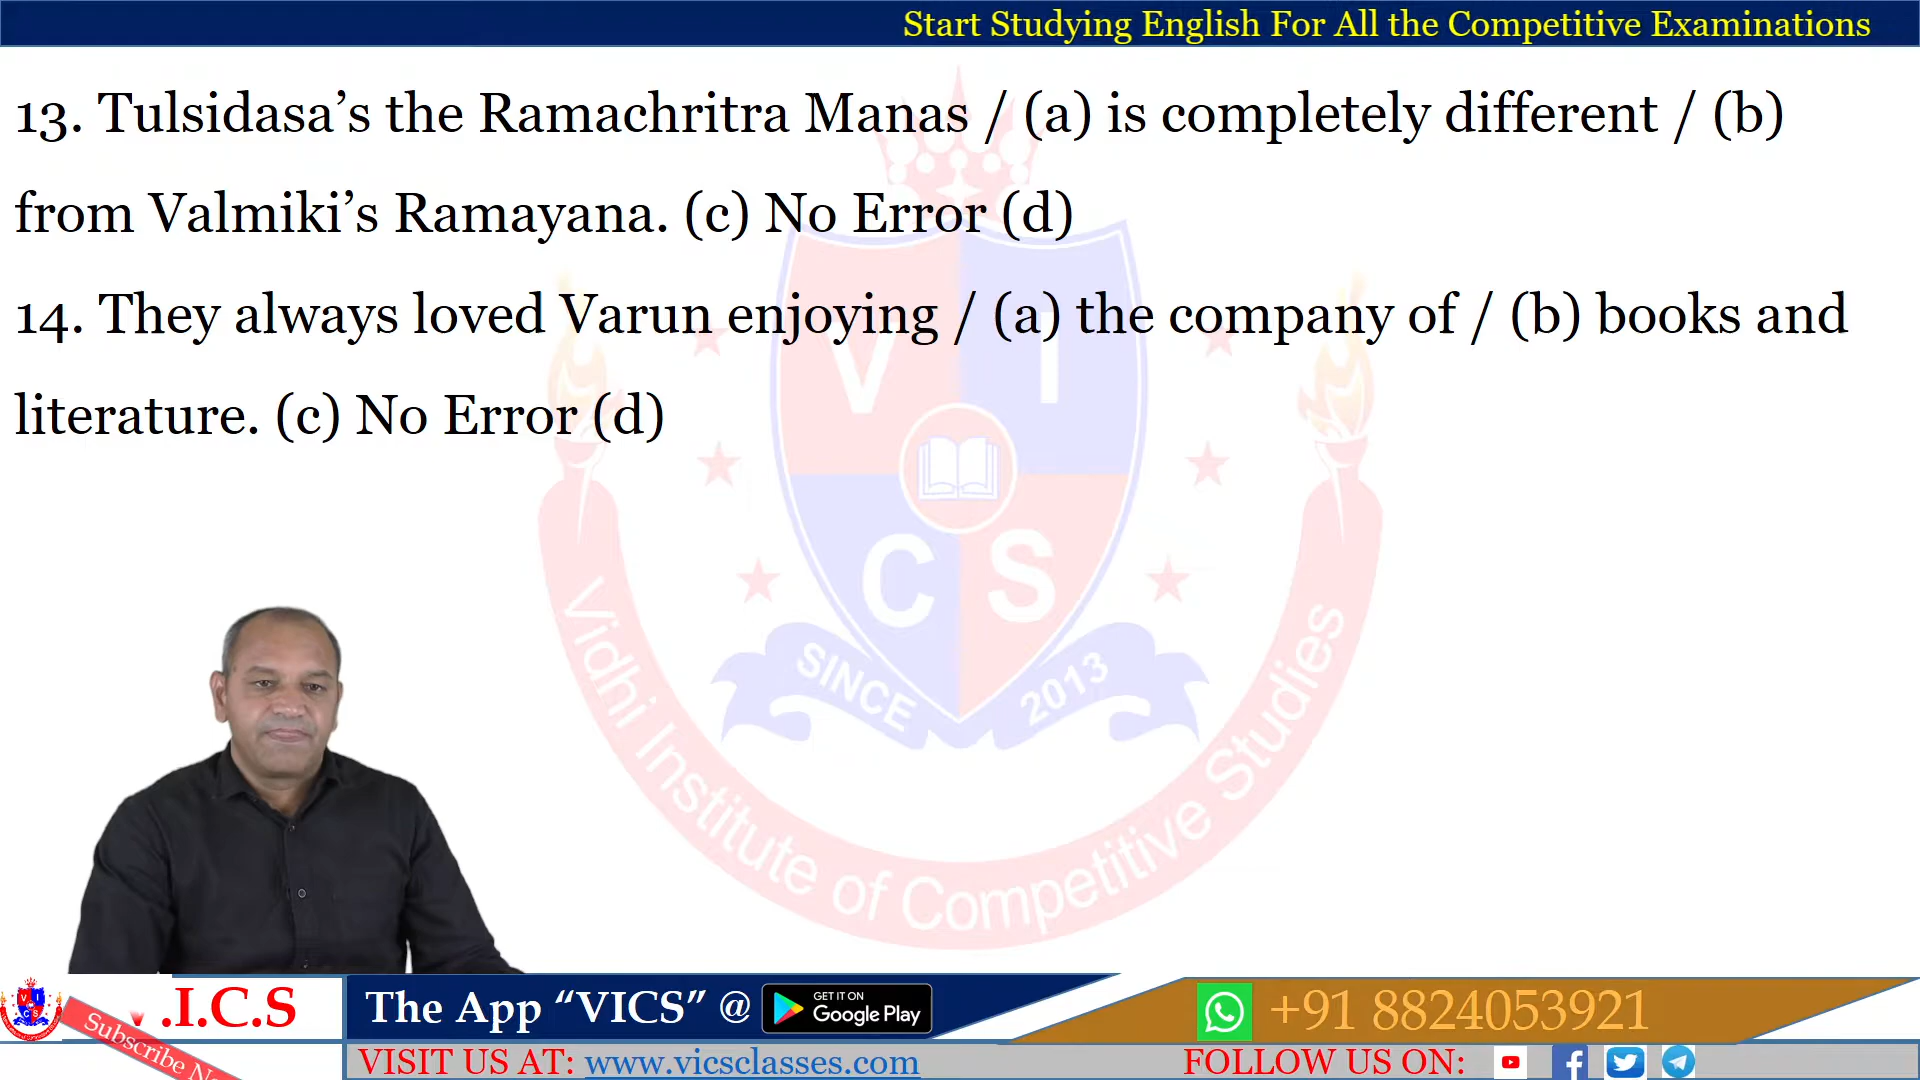 Start Studying English For All the Competitive Examinations
13. Tulsidasa’s the Ramachritra Manas / (a) is completely different / (b)
from Valmiki’s Ramayana. (c) No Error (d)
14. They always loved Varun enjoying / (a) the company of / (b) books and
literature. (c) No Error (d)
V I
C S
SINCE 2013
Vidhi Institute of Competitive Studies
V I
C S
.I.C.S
Subscribe
The App “VICS” @
GET IT ON
Google Play
+91 8824053921
VISIT US AT: www.vicsclasses.com
FOLLOW US ON: